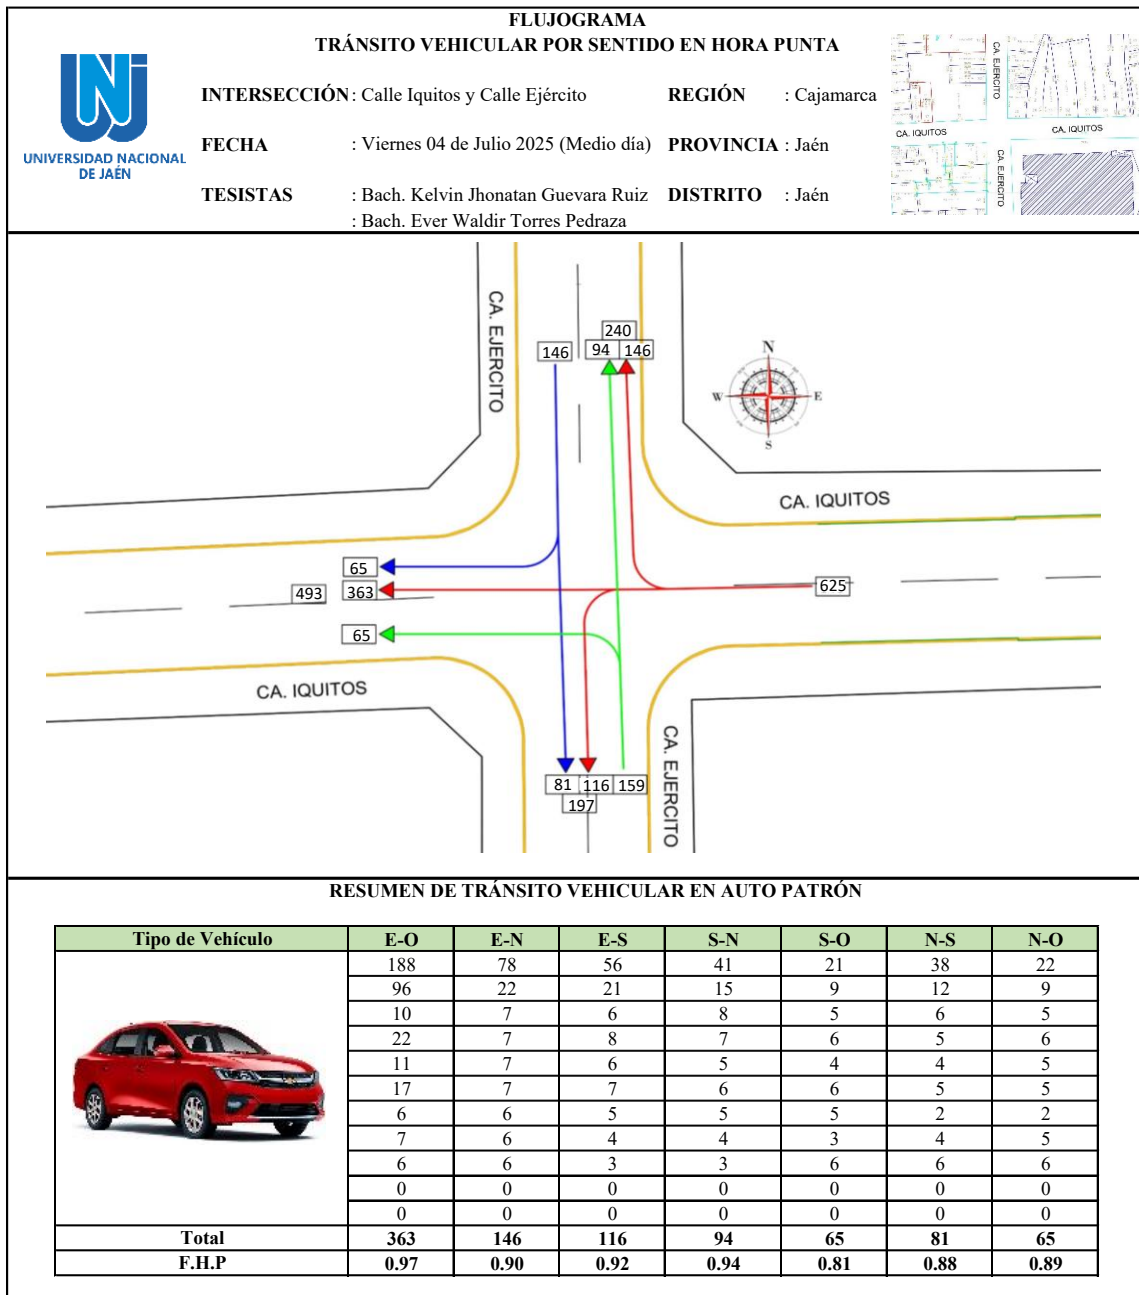 FLUJOGRAMA
TRÁNSITO VEHICULAR POR SENTIDO EN HORA PUNTA
UNIVERSIDAD NACIONAL
DE JAÉN
INTERSECCIÓN : Calle Iquitos y Calle Ejército REGIÓN : Cajamarca
FECHA : Viernes 04 de Julio 2025 (Medio día) PROVINCIA : Jaén
TESISTAS : Bach. Kelvin Jhonatan Guevara Ruiz DISTRITO : Jaén
: Bach. Ever Waldir Torres Pedraza
CA. EJERCITO
CA. IQUITOS
CA. IQUITOS
CA. EJERCITO
CA. EJERCITO
240
146 94 146
N
W E
S
CA. IQUITOS
65
493 363 625
65
CA. IQUITOS
CA. EJERCITO
81 116 159
197
RESUMEN DE TRÁNSITO VEHICULAR EN AUTO PATRÓN
Tipo de Vehículo E-O E-N E-S S-N S-O N-S N-O
188 78 56 41 21 38 22
96 22 21 15 9 12 9
10 7 6 8 5 6 5
22 7 8 7 6 5 6
11 7 6 5 4 4 5
17 7 7 6 6 5 5
6 6 5 5 5 2 2
7 6 4 4 3 4 5
6 6 3 3 6 6 6
0 0 0 0 0 0 0
0 0 0 0 0 0 0
Total 363 146 116 94 65 81 65
F.H.P 0.97 0.90 0.92 0.94 0.81 0.88 0.89